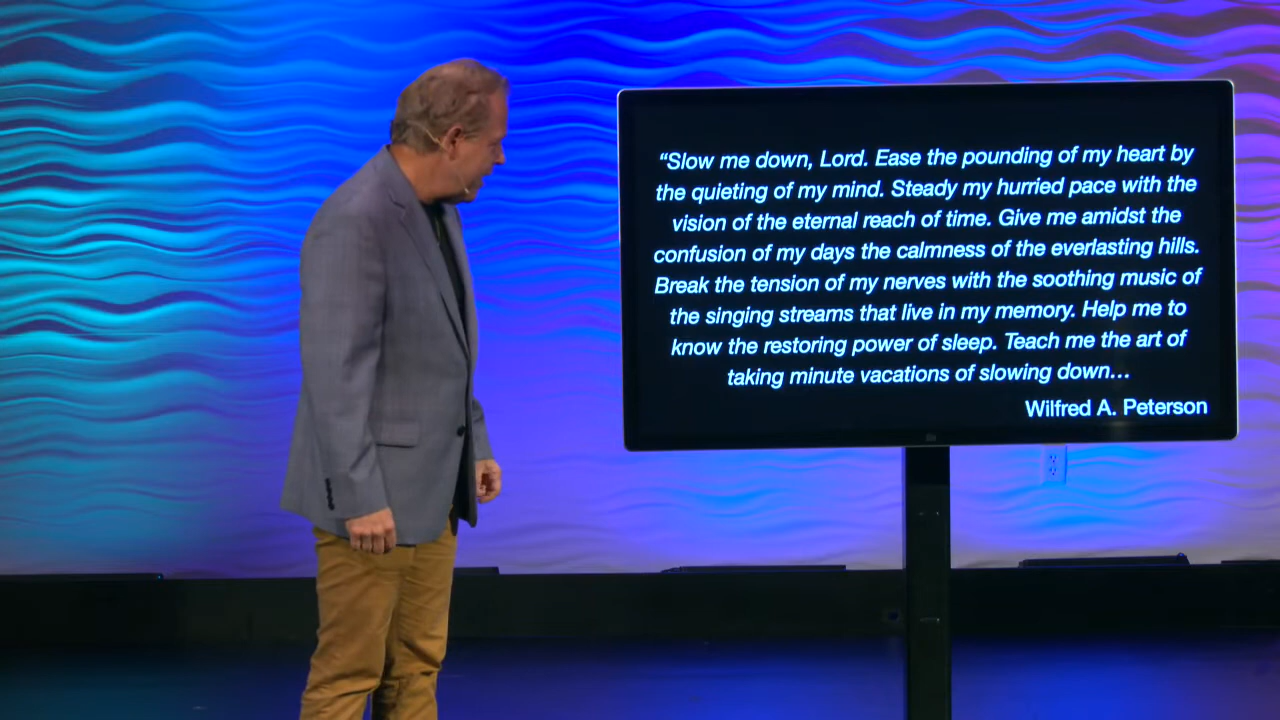 “Slow me down, Lord. Ease the pounding of my heart by
the quieting of my mind. Steady my hurried pace with the
vision of the eternal reach of time. Give me amidst the
confusion of my days the calmness of the everlasting hills.
Break the tension of my nerves with the soothing music of
the singing streams that live in my memory. Help me to
know the restoring power of sleep. Teach me the art of
taking minute vacations of slowing down…
Wilfred A. Peterson